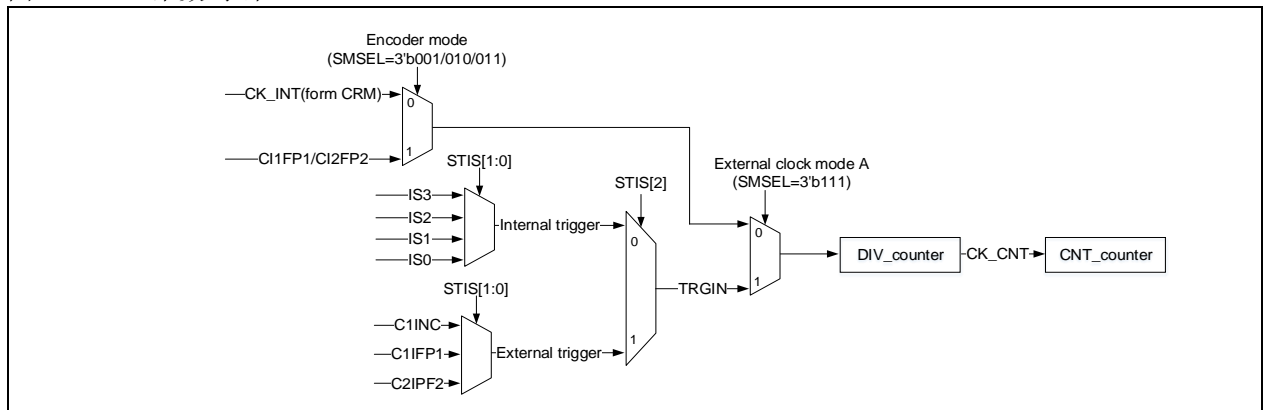 Encoder mode
(SMSEL=3'b001/010/011)
CK_INT(form CRM)
0
CI1FP1/CI2FP2
1
STIS[1:0]
External clock mode A
(SMSEL=3'b111)
STIS[2]
IS3
IS2
IS1
IS0
Internal trigger
0
0
DIV_counter
CK_CNT
CNT_counter
STIS[1:0]
TRGIN
1
C1INC
C1IFP1
C2IPF2
External trigger
1